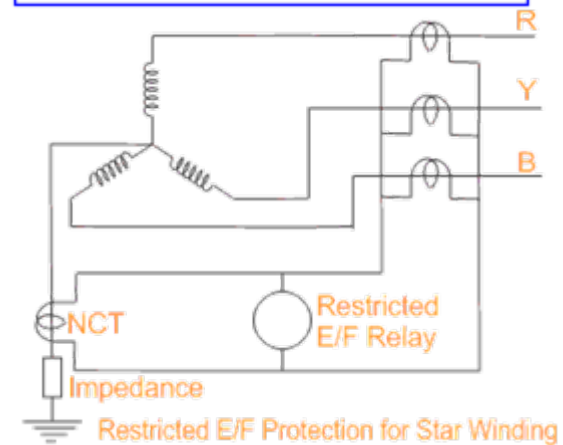 R
Y
B
Restricted
E/F Relay
NCT
Impedance
Restricted E/F Protection for Star Winding